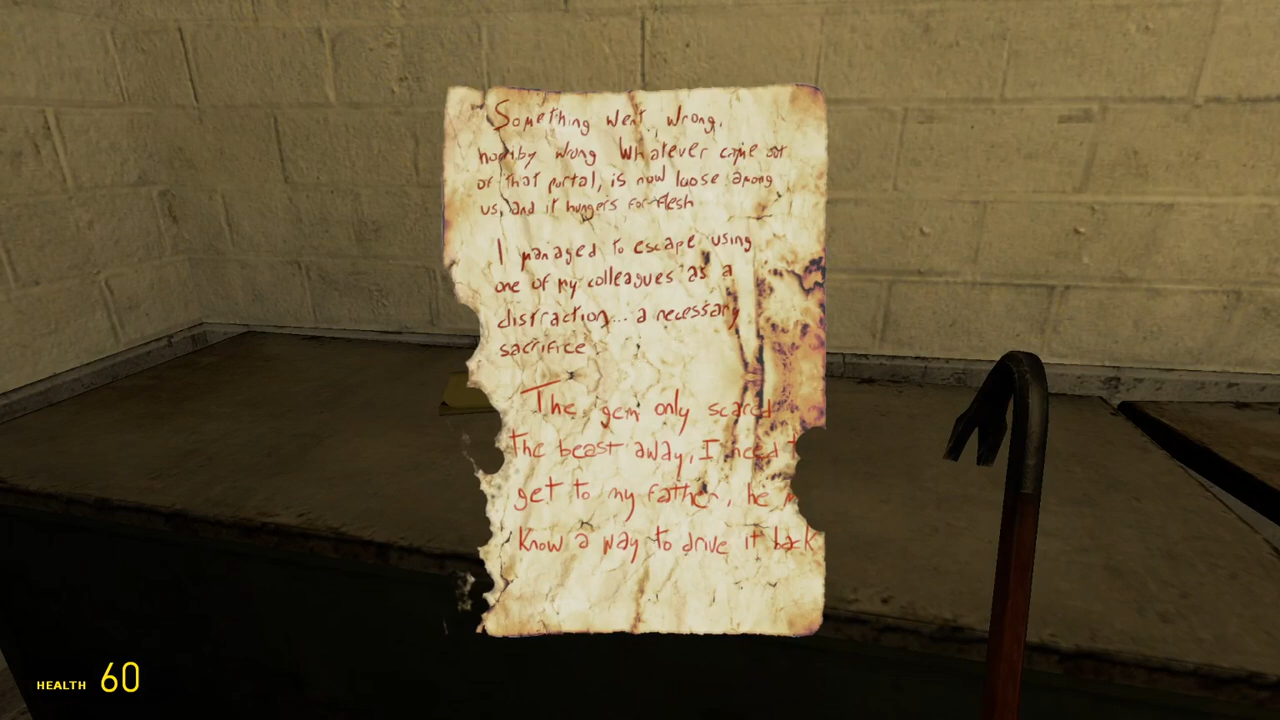 Something went wrong,
horribly wrong Whatever came out
of that portal, is now loose among
us, and it hungers for flesh
I managed to escape using
one of my colleagues as a
distraction... a necessary
sacrifice
The gem only scared
the beast away, I need t
get to my father, he m
know a way to drive it back
HEALTH 60